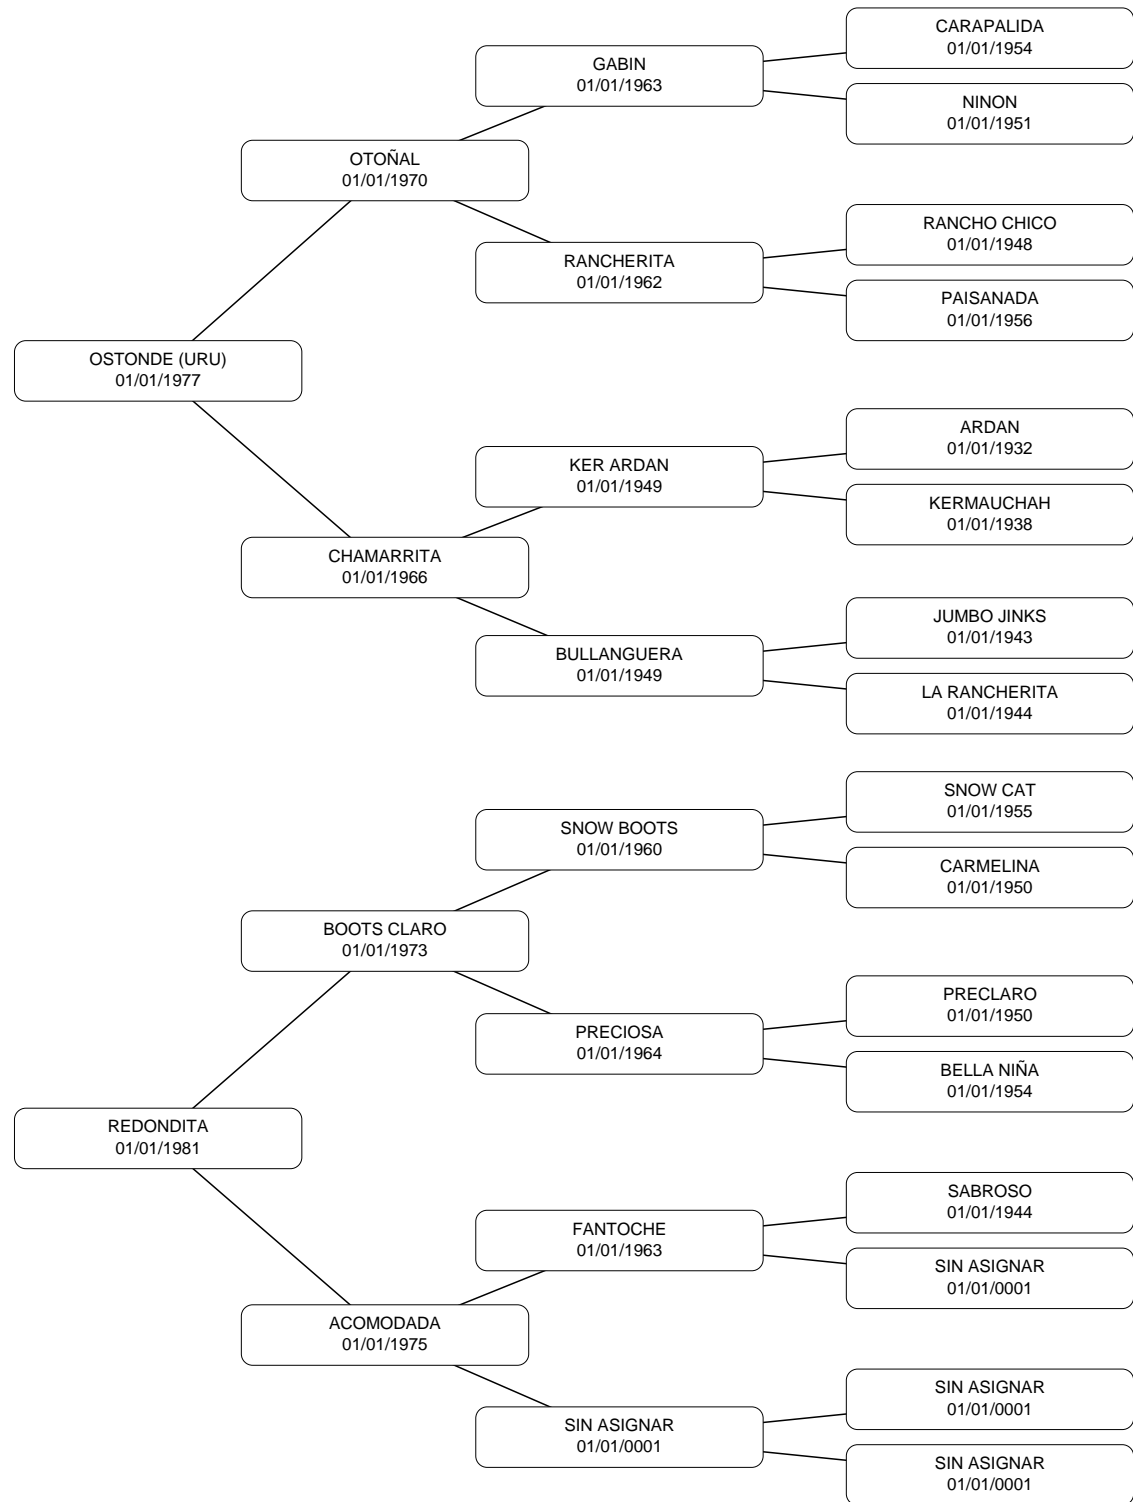 CARAPALIDA
01/01/1954
GABIN
01/01/1963
NINON
01/01/1951
OTOÑAL
01/01/1970
RANCHO CHICO
01/01/1948
RANCHERITA
01/01/1962
PAISANADA
01/01/1956
OSTONDE (URU)
01/01/1977
ARDAN
01/01/1932
KER ARDAN
01/01/1949
KERMAUCHAH
01/01/1938
CHAMARRITA
01/01/1966
JUMBO JINKS
01/01/1943
BULLANGUERA
01/01/1949
LA RANCHERITA
01/01/1944
SNOW CAT
01/01/1955
SNOW BOOTS
01/01/1960
CARMELINA
01/01/1950
BOOTS CLARO
01/01/1973
PRECLARO
01/01/1950
PRECIOSA
01/01/1964
BELLA NIÑA
01/01/1954
REDONDITA
01/01/1981
SABROSO
01/01/1944
FANTOCHE
01/01/1963
SIN ASIGNAR
01/01/0001
ACOMODADA
01/01/1975
SIN ASIGNAR
01/01/0001
SIN ASIGNAR
01/01/0001
SIN ASIGNAR
01/01/0001